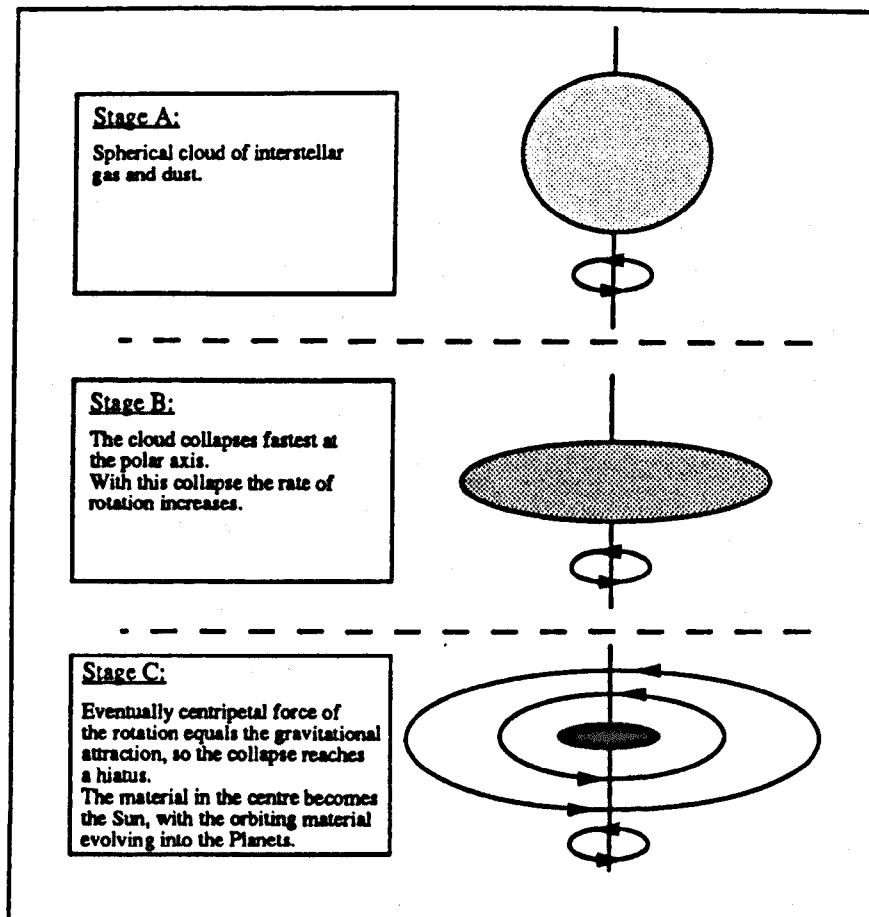 Stage A:
Spherical cloud of interstellar
gas and dust.
Stage B:
The cloud collapses fastest at
the polar axis.
With this collapse the rate of
rotation increases.
Stage C:
Eventually centripetal force of
the rotation equals the gravitational
attraction, so the collapse reaches
a hiatus.
The material in the centre becomes
the Sun, with the orbiting material
evolving into the Planets.